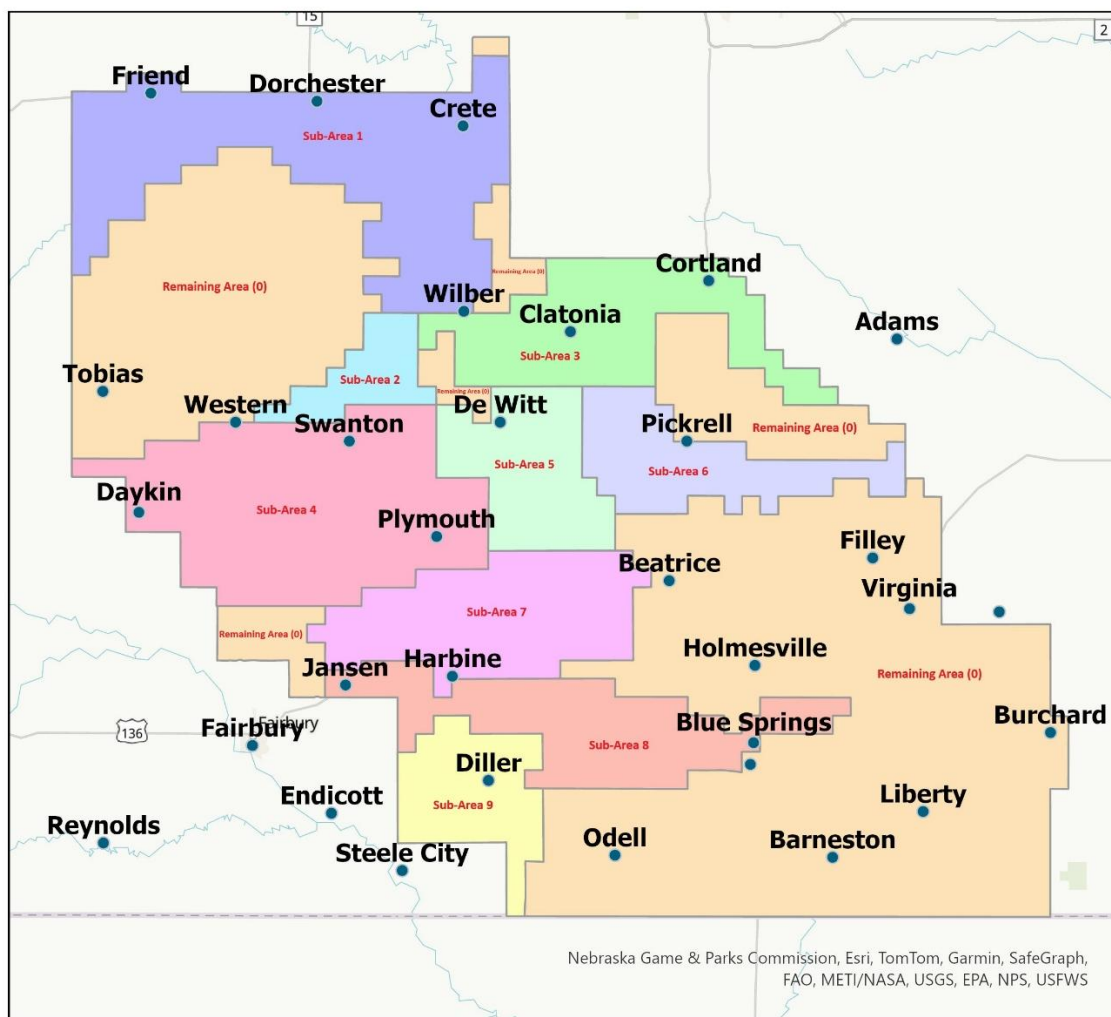 15
2
Friend
Dorchester
Crete
Sub-Area 1
Cortland
Remaining Area (0)
Remaining Area (0)
Wilber
Clatonia
Adams
Sub-Area 3
Tobias
Sub-Area 2
Remaining Area (0)
Western
De Witt
Swanton
Pickrell
Remaining Area (0)
Sub-Area 5
Sub-Area 6
Daykin
Sub-Area 4
Plymouth
Filley
Beatrice
Virginia
Sub-Area 7
Remaining Area (0)
Holmesville
Jansen
Harbine
Remaining Area (0)
136
Fairbury
Fairbury
Blue Springs
Burchard
Sub-Area 8
Diller
Endicott
Sub-Area 9
Liberty
Reynolds
Steele City
Odell
Barneston
Nebraska Game & Parks Commission, Esri, TomTom, Garmin, SafeGraph,
FAO, METI/NASA, USGS, EPA, NPS, USFWS